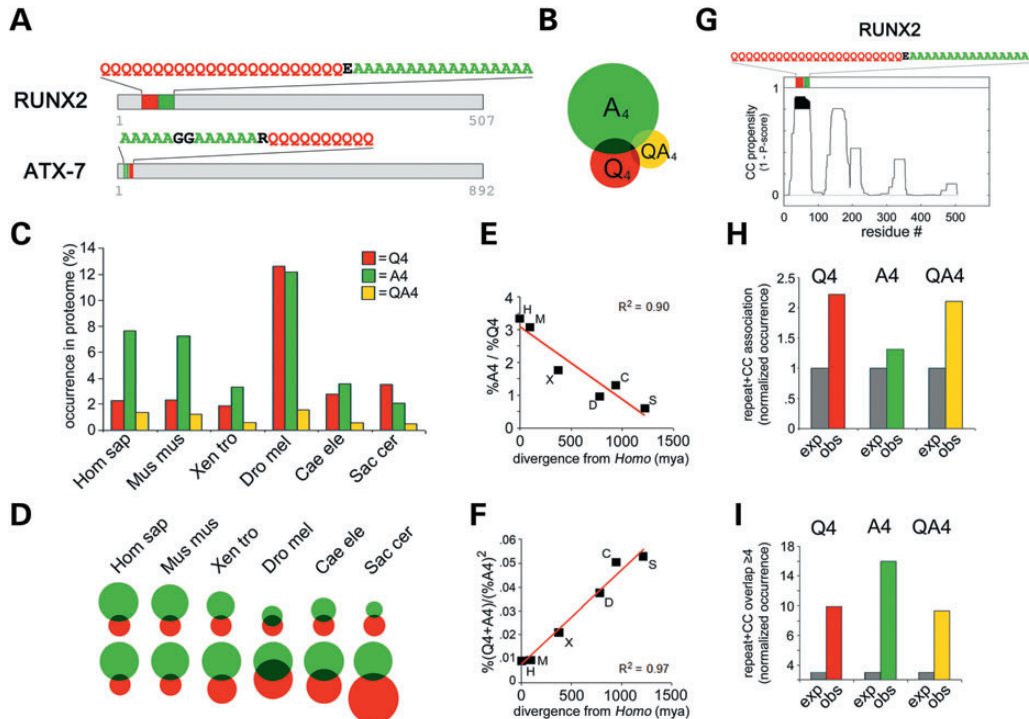 A
QQQQQQQQQQQQQQQQQQQQQQQEAAAAAAAAAAAAAAAAA
RUNX2
1 507
AAAAAGGAAAAAARQQQQQQQQQQ
ATX-7
1 892
B
A4
Q4
QA4
G
RUNX2
QQQQQQQQQQQQQQQQQQQQQQQEAAAAAAAAAAAAAAAAA
1
0
CC propensity
(1 - P-score)
0 100 200 300 400 500
residue #
C
occurrence in proteome (%)
14
12
10
8
6
4
2
0
= Q4
= A4
= QA4
Hom sap
Mus mus
Xen tro
Dro mel
Cae ele
Sac cer
D
Hom sap
Mus mus
Xen tro
Dro mel
Cae ele
Sac cer
E
%A4 / %Q4
4
3
2
1
0
R² = 0.90
H
M
X
D
C
S
0 500 1000 1500
divergence from Homo (mya)
F
%(Q4+A4)/(%A4)²
.06
.05
.04
.03
.02
.01
0
C
S
D
X
M
H
R² = 0.97
0 500 1000 1500
divergence from Homo (mya)
H
repeat+CC association
(normalized occurrence)
2.5
2
1.5
1
.5
0
Q4 A4 QA4
exp obs exp obs exp obs
I
repeat+CC overlap ≥4
(normalized occurrence)
18
14
10
6
2
Q4 A4 QA4
exp obs exp obs exp obs